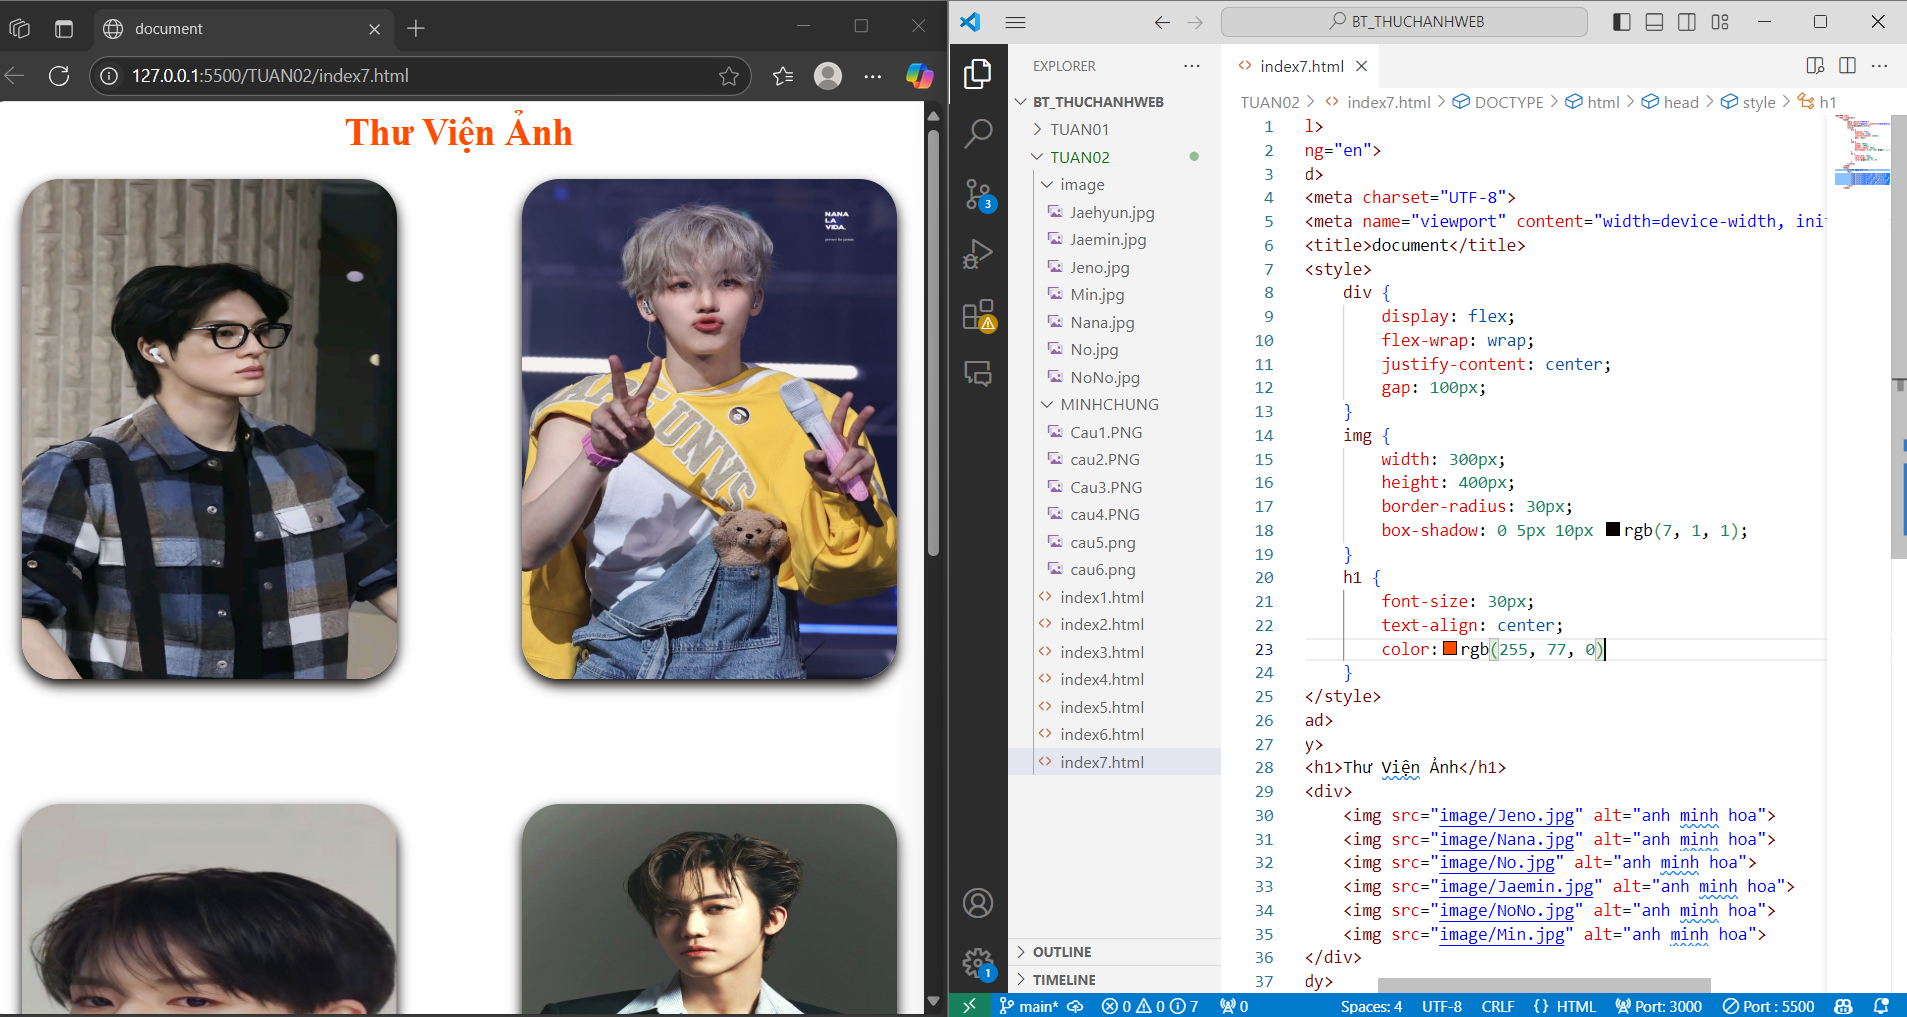 document
127.0.0.1:5500/TUAN02/index7.html
Thư Viện Ảnh
NANA
LA
VIDA.
BT_THUCHANHWEB
EXPLORER
BT_THUCHANHWEB
TUAN01
TUAN02
image
Jaehyun.jpg
Jaemin.jpg
Jeno.jpg
Min.jpg
Nana.jpg
No.jpg
NoNo.jpg
MINHCHUNG
Cau1.PNG
cau2.PNG
Cau3.PNG
cau4.PNG
cau5.png
cau6.png
index1.html
index2.html
index3.html
index4.html
index5.html
index6.html
index7.html
OUTLINE
TIMELINE
3
1
index7.html
TUAN02 > index7.html > DOCTYPE > html > head > style > h1
1 l>
2 ng="en">
3 d>
4 <meta charset="UTF-8">
5 <meta name="viewport" content="width=device-width, init
6 <title>document</title>
7 <style>
8 div {
9 display: flex;
10 flex-wrap: wrap;
11 justify-content: center;
12 gap: 100px;
13 }
14 img {
15 width: 300px;
16 height: 400px;
17 border-radius: 30px;
18 box-shadow: 0 5px 10px rgb(7, 1, 1);
19 }
20 h1 {
21 font-size: 30px;
22 text-align: center;
23 color: rgb(255, 77, 0)
24 }
25 </style>
26 ad>
27 y>
28 <h1>Thư Viện Ảnh</h1>
29 <div>
30 <img src="image/Jeno.jpg" alt="anh minh hoa">
31 <img src="image/Nana.jpg" alt="anh minh hoa">
32 <img src="image/No.jpg" alt="anh minh hoa">
33 <img src="image/Jaemin.jpg" alt="anh minh hoa">
34 <img src="image/NoNo.jpg" alt="anh minh hoa">
35 <img src="image/Min.jpg" alt="anh minh hoa">
36 </div>
37 dy>
main* 0 0 7 0 Spaces: 4 UTF-8 CRLF {} HTML Port: 3000 Port : 5500